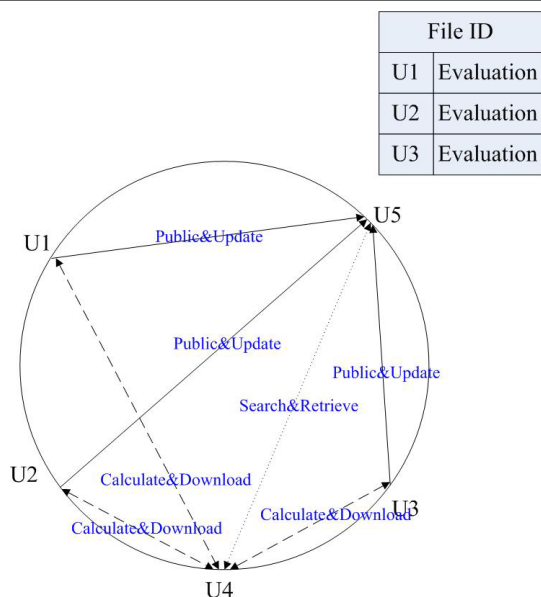 File ID
U1 Evaluation
U2 Evaluation
U3 Evaluation
U5
U1
Public&Update
Public&Update
Public&Update
Search&Retrieve
U2
Calculate&Download
U3
Calculate&Download
Calculate&Download
U4